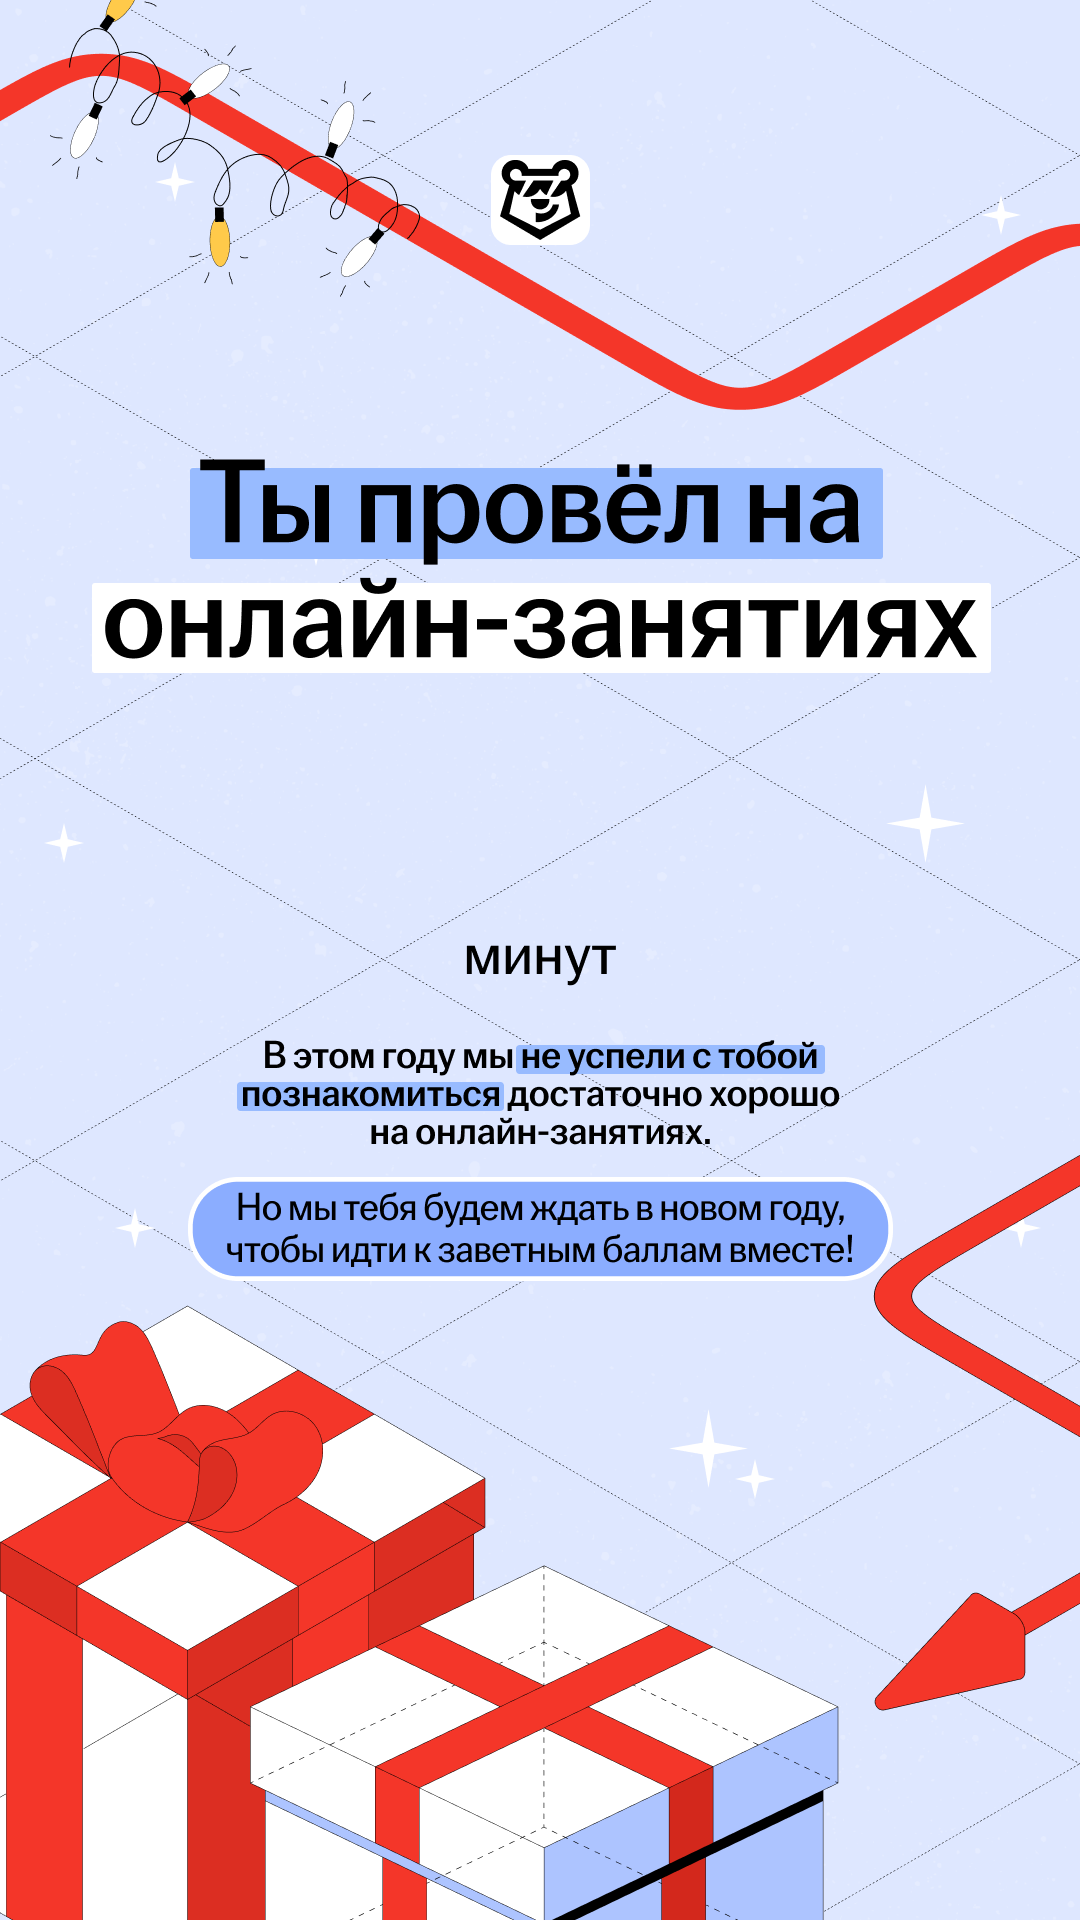 Ты провёл на
онлайн-занятиях
минут
В этом году мы не успели с тобой
познакомиться достаточно хорошо
на онлайн-занятиях.
Но мы тебя будем ждать в новом году,
чтобы идти к заветным баллам вместе!